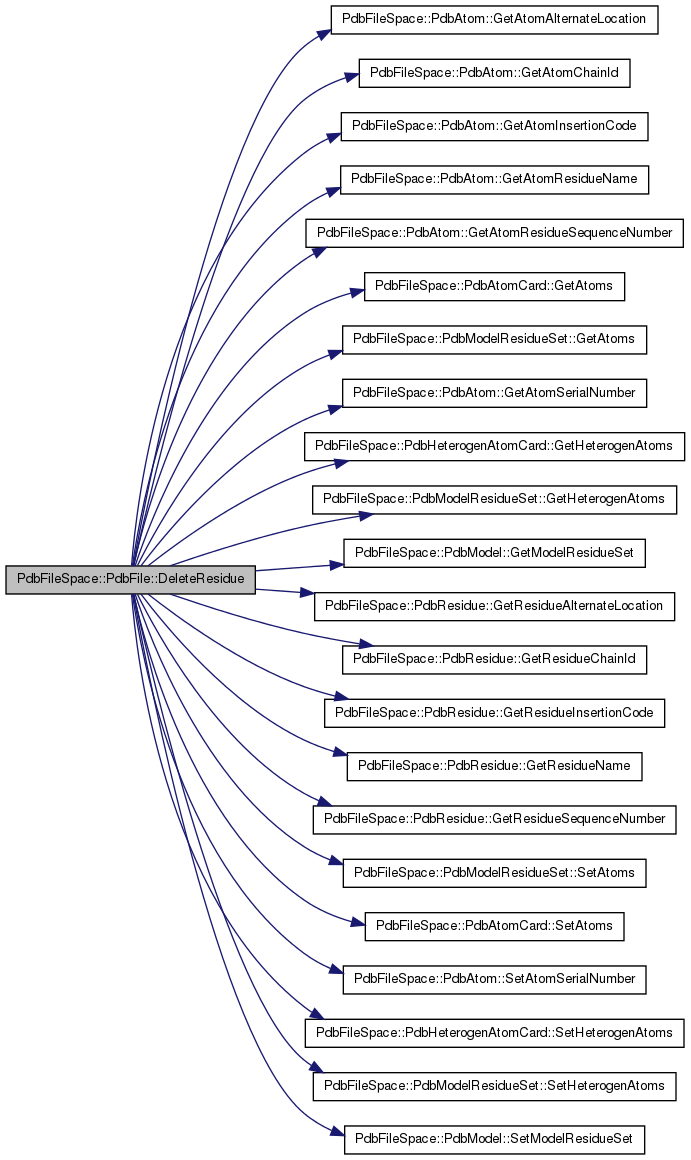 PdbFileSpace::PdbAtom::GetAtomAlternateLocation
PdbFileSpace::PdbAtom::GetAtomChainId
PdbFileSpace::PdbAtom::GetAtomInsertionCode
PdbFileSpace::PdbAtom::GetAtomResidueName
PdbFileSpace::PdbAtom::GetAtomResidueSequenceNumber
PdbFileSpace::PdbAtomCard::GetAtoms
PdbFileSpace::PdbModelResidueSet::GetAtoms
PdbFileSpace::PdbAtom::GetAtomSerialNumber
PdbFileSpace::PdbHeterogenAtomCard::GetHeterogenAtoms
PdbFileSpace::PdbModelResidueSet::GetHeterogenAtoms
PdbFileSpace::PdbModel::GetModelResidueSet
PdbFileSpace::PdbFile::DeleteResidue
PdbFileSpace::PdbResidue::GetResidueAlternateLocation
PdbFileSpace::PdbResidue::GetResidueChainId
PdbFileSpace::PdbResidue::GetResidueInsertionCode
PdbFileSpace::PdbResidue::GetResidueName
PdbFileSpace::PdbResidue::GetResidueSequenceNumber
PdbFileSpace::PdbModelResidueSet::SetAtoms
PdbFileSpace::PdbAtomCard::SetAtoms
PdbFileSpace::PdbAtom::SetAtomSerialNumber
PdbFileSpace::PdbHeterogenAtomCard::SetHeterogenAtoms
PdbFileSpace::PdbModelResidueSet::SetHeterogenAtoms
PdbFileSpace::PdbModel::SetModelResidueSet